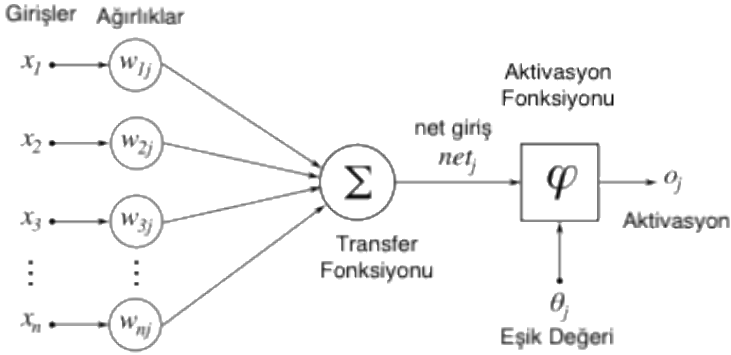 Girişler Ağırlıklar
x1 w1j
x2 w2j
x3 w3j
⋮ ⋮
xn wnj
Σ
Transfer
Fonksiyonu
net giriş
netj
Aktivasyon
Fonksiyonu
φ
oj
Aktivasyon
θj
Eşik Değeri